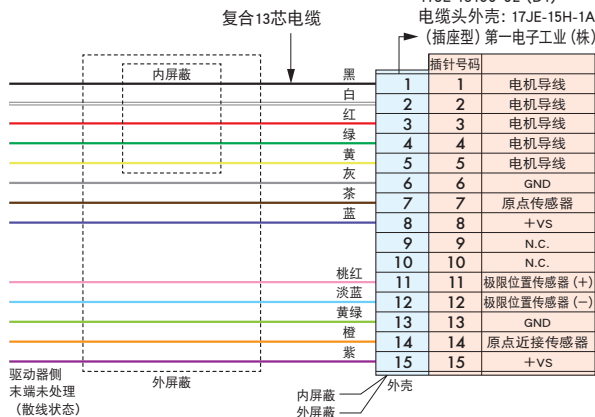 电缆头外壳：17JE-15H-1A
（插座型）第一电子工业（株）
复合13芯电缆
内屏蔽
插针号码
黑 1 1 电机导线
白 2 2 电机导线
红 3 3 电机导线
绿 4 4 电机导线
黄 5 5 电机导线
灰 6 6 GND
茶 7 7 原点传感器
蓝 8 8 +VS
9 9 N.C.
10 10 N.C.
桃红 11 11 极限位置传感器（+）
淡蓝 12 12 极限位置传感器（−）
黄绿 13 13 GND
橙 14 14 原点近接传感器
紫 15 15 +VS
驱动器侧
末端未处理
（散线状态）
外屏蔽
外壳
内屏蔽
外屏蔽